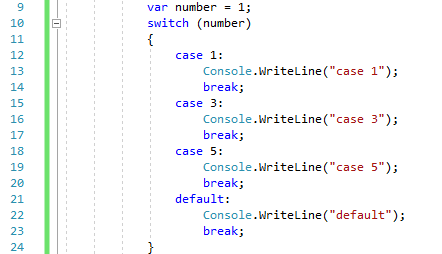 9 var number = 1;
10 switch (number)
11 {
12 case 1:
13 Console.WriteLine("case 1");
14 break;
15 case 3:
16 Console.WriteLine("case 3");
17 break;
18 case 5:
19 Console.WriteLine("case 5");
20 break;
21 default:
22 Console.WriteLine("default");
23 break;
24 }